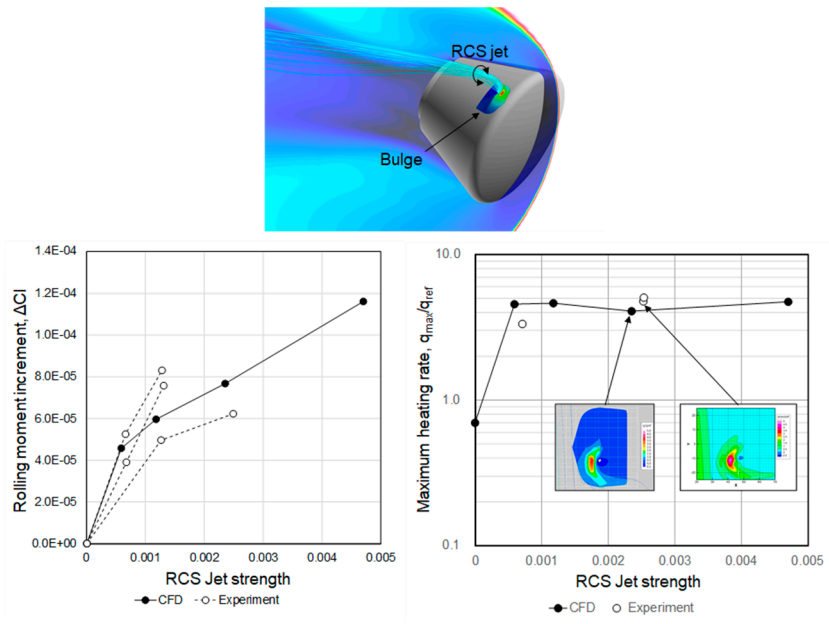 RCS jet
Bulge
1.4E-04
1.2E-04
1.0E-04
8.0E-05
6.0E-05
4.0E-05
2.0E-05
0.0E+00
Rolling moment increment, ΔCl
0
0.001
0.002
0.003
0.004
0.005
RCS Jet strength
CFD
Experiment
10.0
1.0
0.1
Maximum heating rate, qmax/qref
0
0.001
0.002
0.003
0.004
0.005
RCS Jet strength
CFD
Experiment